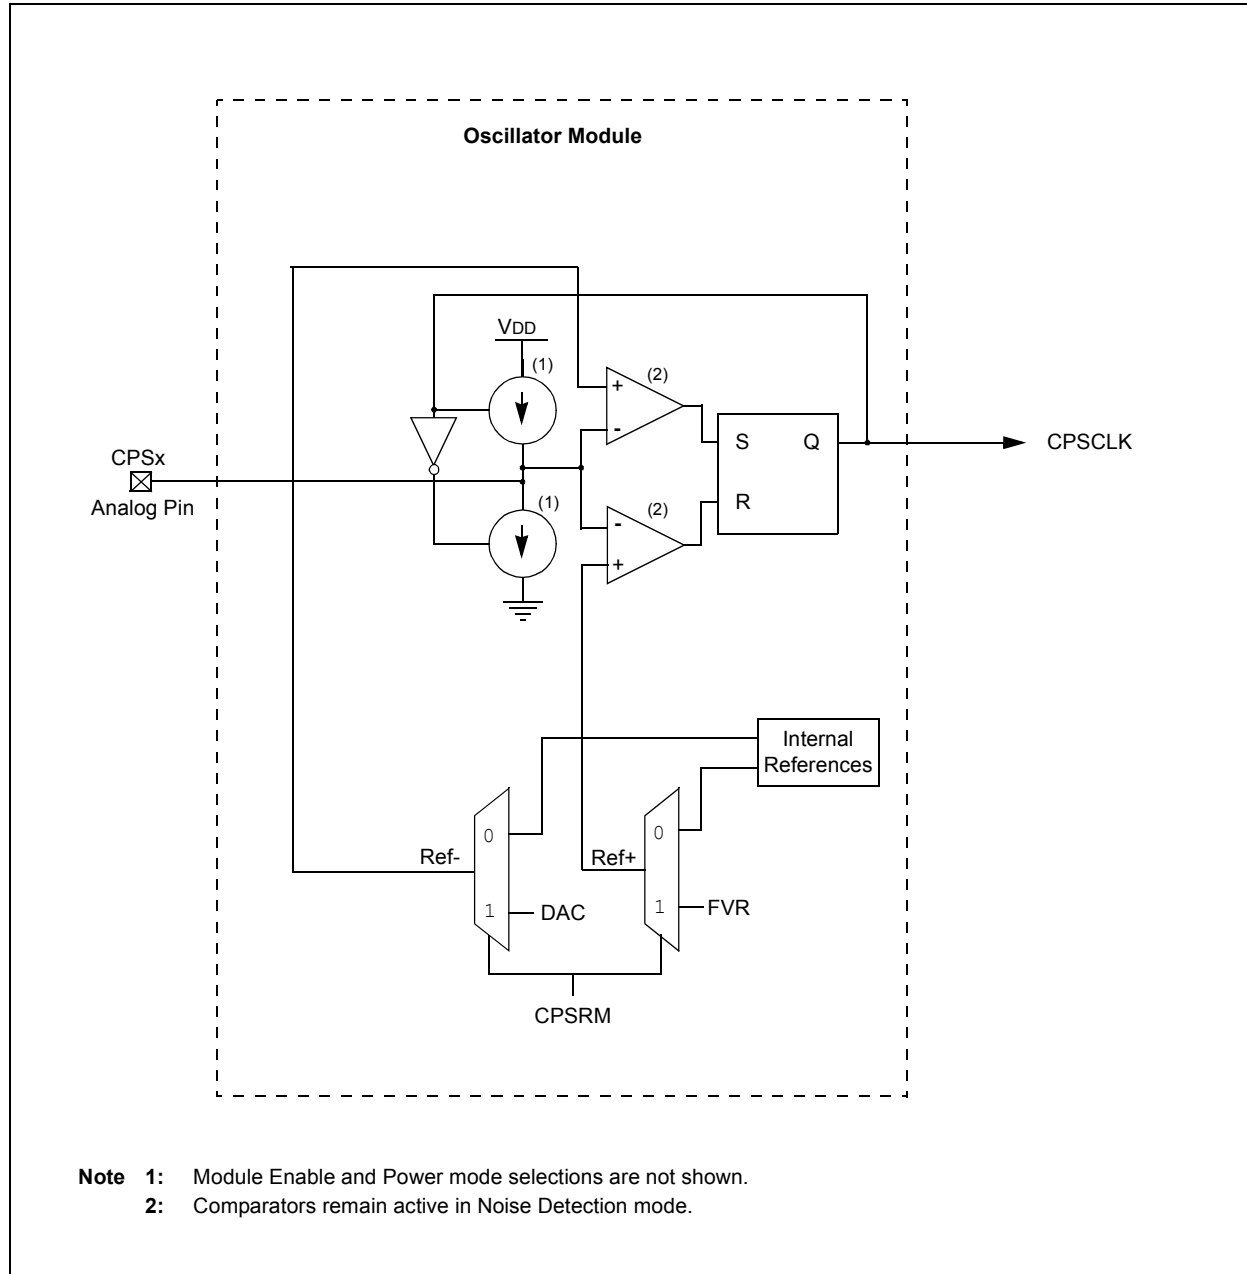 Oscillator Module
VDD
(1)
(2)
+
-
S Q
CPSCLK
CPSx
Analog Pin
(1)
(2)
R
-
+
Internal
References
0
0
Ref-
Ref+
1
DAC
1
FVR
CPSRM
Note 1: Module Enable and Power mode selections are not shown.
2: Comparators remain active in Noise Detection mode.